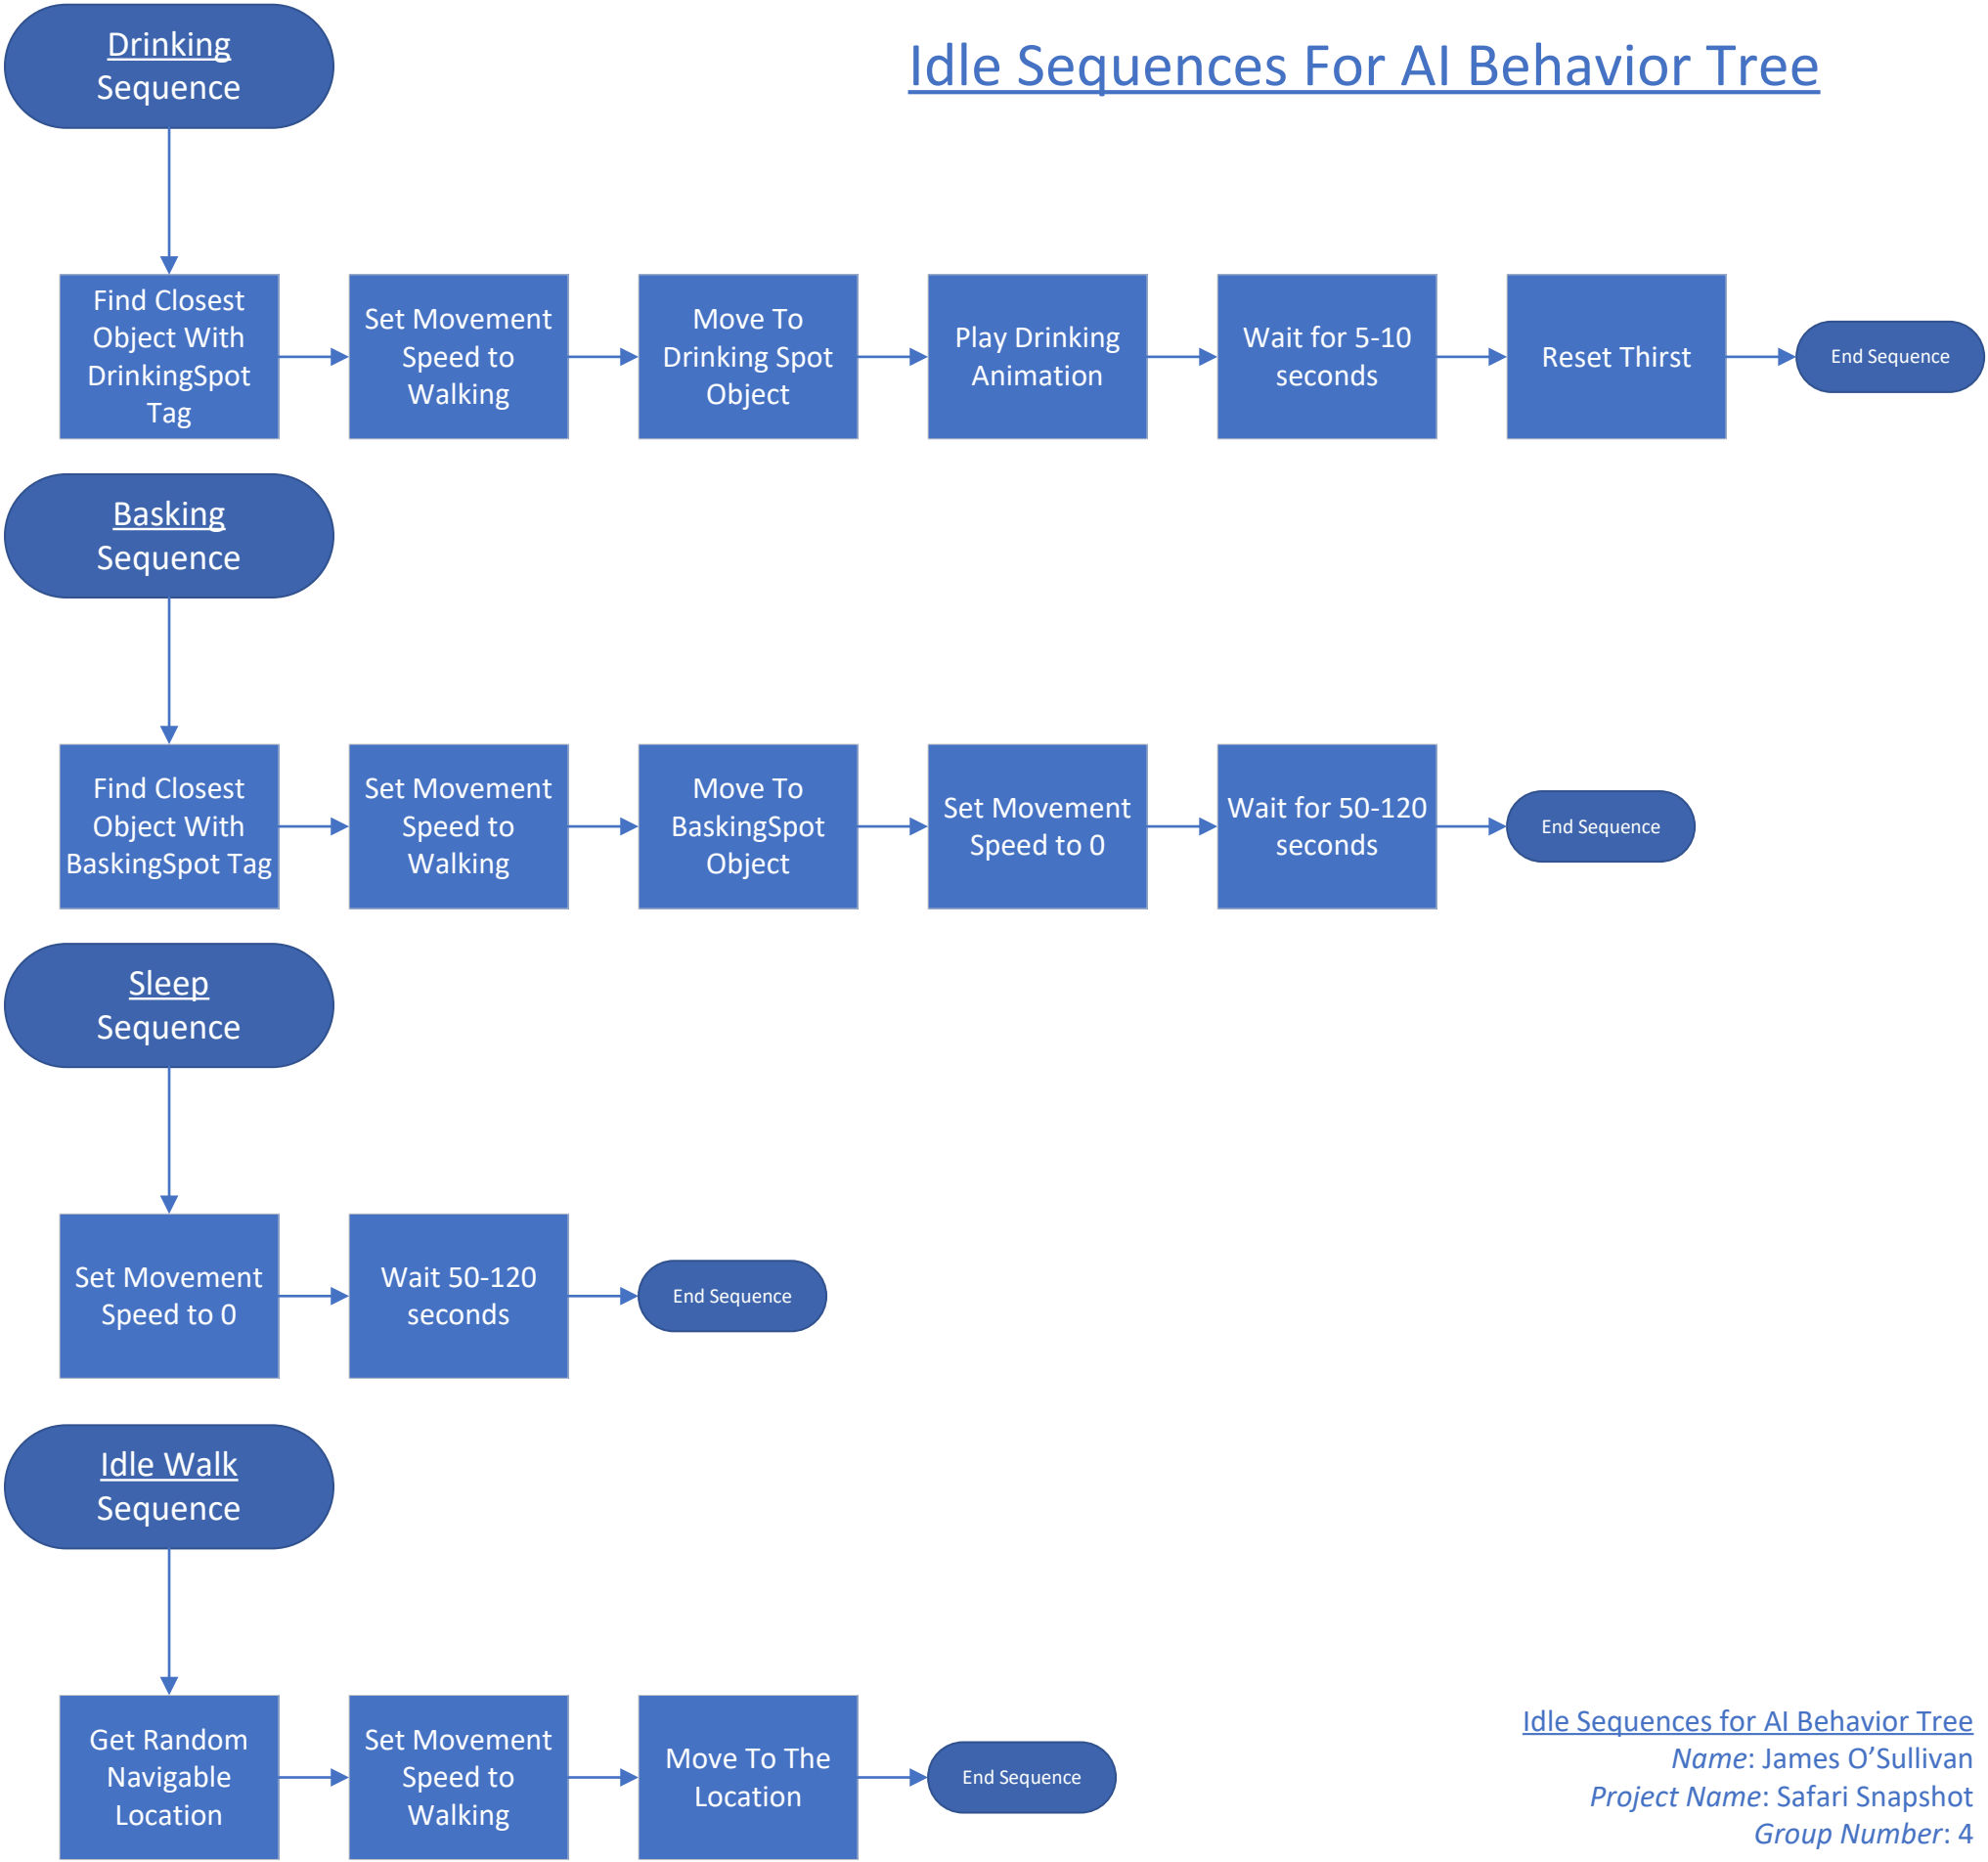 Drinking
Sequence
Idle Sequences For AI Behavior Tree
Find Closest
Object With
DrinkingSpot
Tag
Set Movement
Speed to
Walking
Move To
Drinking Spot
Object
Play Drinking
Animation
Wait for 5-10
seconds
Reset Thirst
End Sequence
Basking
Sequence
Find Closest
Object With
BaskingSpot Tag
Set Movement
Speed to
Walking
Move To
BaskingSpot
Object
Set Movement
Speed to 0
Wait for 50-120
seconds
End Sequence
Sleep
Sequence
Set Movement
Speed to 0
Wait 50-120
seconds
End Sequence
Idle Walk
Sequence
Get Random
Navigable
Location
Set Movement
Speed to
Walking
Move To The
Location
End Sequence
Idle Sequences for AI Behavior Tree
Name: James O’Sullivan
Project Name: Safari Snapshot
Group Number: 4